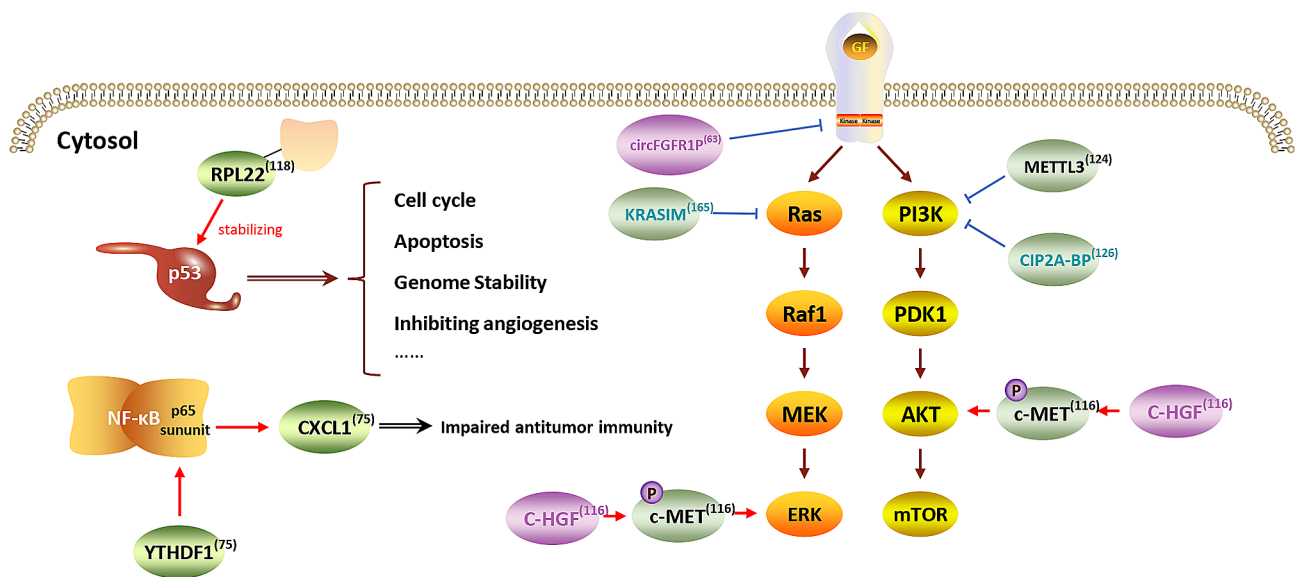 GF
Kinase Kinase
Cytosol
circFGFR1P(63)
RPL22(118)
METTL3(124)
stabilizing
Cell cycle
KRASIM(165)
Ras
PI3K
Apoptosis
p53
CIP2A-BP(126)
Genome Stability
Inhibiting angiogenesis
Raf1
PDK1
......
NF-κB
p65
sununit
CXCL1(75)
Impaired antitumor immunity
MEK
AKT
P
c-MET(116)
C-HGF(116)
C-HGF(116)
P
c-MET(116)
ERK
mTOR
YTHDF1(75)